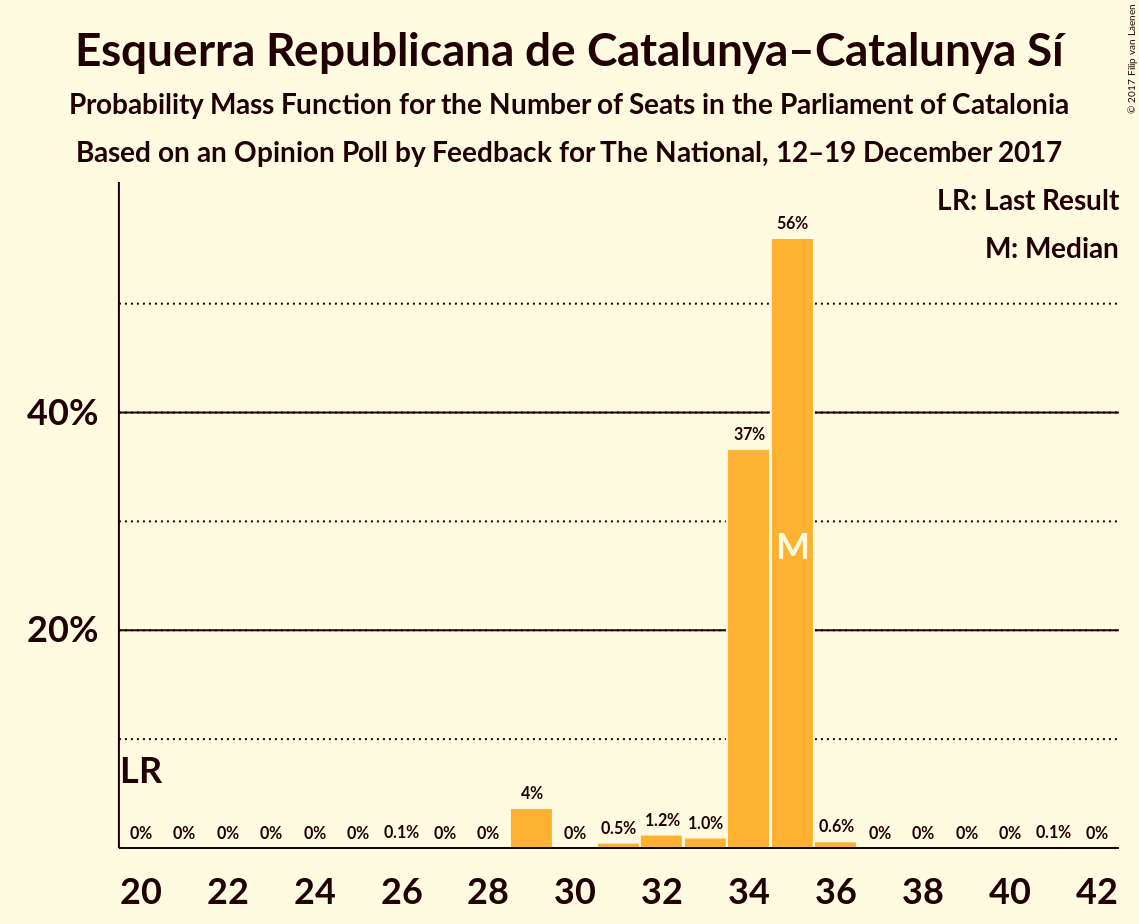 Esquerra Republicana de Catalunya–Catalunya Sí
Probability Mass Function for the Number of Seats in the Parliament of Catalonia
Based on an Opinion Poll by Feedback for The National, 12–19 December 2017
© 2017 Filip van Laenen
LR: Last Result
M: Median
56%
40%
37%
M
20%
LR
0% 0% 0% 0% 0% 0% 0.1% 0% 0% 4% 0% 0.5% 1.2% 1.0% 0.6% 0% 0% 0% 0% 0.1% 0%
20 22 24 26 28 30 32 34 36 38 40 42